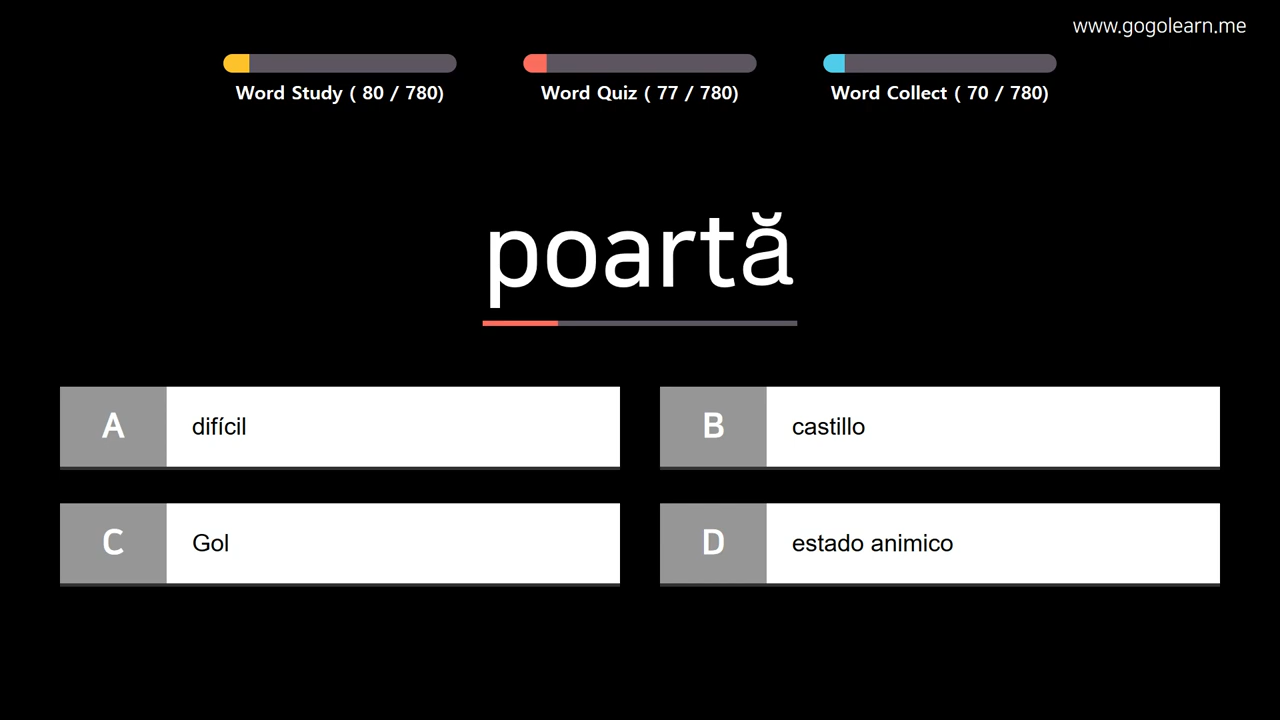 www.gogolearn.me
Word Study ( 80 / 780)
Word Quiz ( 77 / 780)
Word Collect ( 70 / 780)
poartă
A difícil
B castillo
C Gol
D estado animico